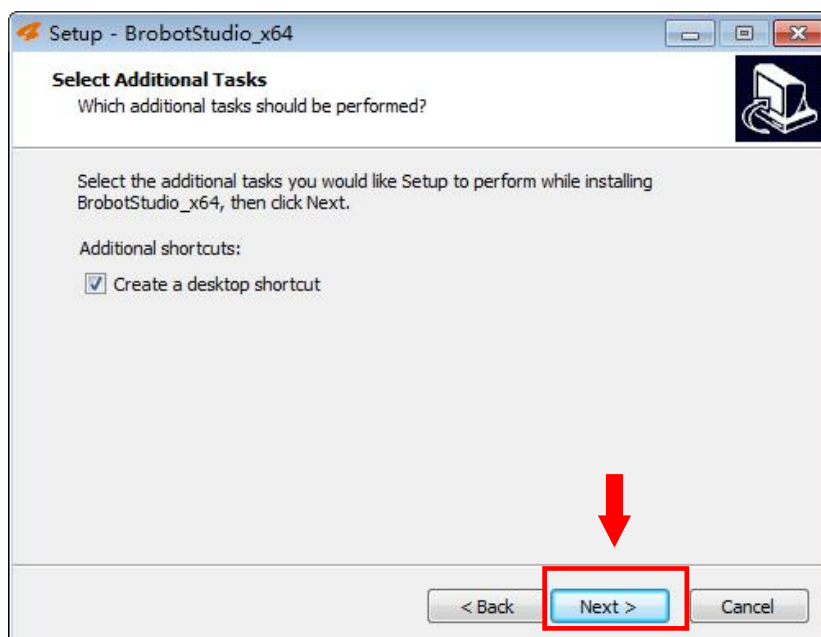 Setup - BrobotStudio_x64
Select Additional Tasks
Which additional tasks should be performed?
Select the additional tasks you would like Setup to perform while installing
BrobotStudio_x64, then click Next.
Additional shortcuts:
Create a desktop shortcut
< Back Next > Cancel